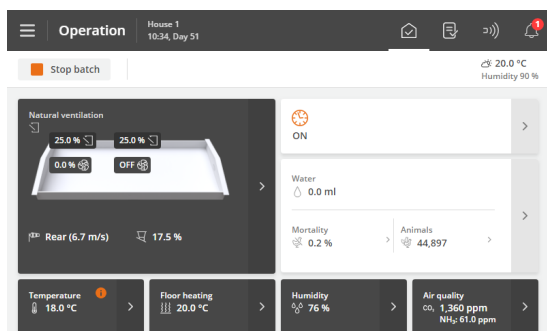 Operation
House 1
10:34, Day 51
1
Stop batch
20.0 °C
Humidity 90 %
Natural ventilation
25.0 % 25.0 %
0.0 % OFF
Rear (6.7 m/s) 17.5 %
ON
Water
0.0 ml
Mortality Animals
0.2 % 44,897
Temperature Floor heating Humidity Air quality
18.0 °C 20.0 °C 76 % CO₂ 1,360 ppm
NH₃: 61.0 ppm